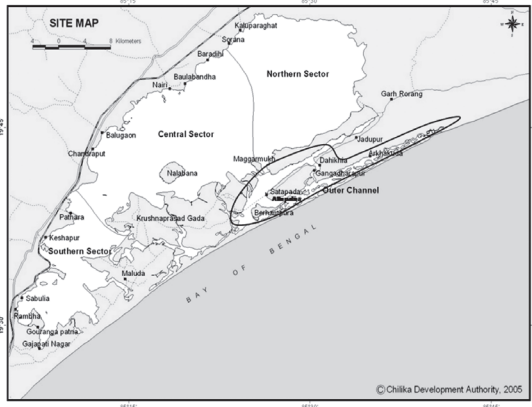 SITE MAP
4 0 4 8 Kilometers
Kaluparaghat
Sorana
Baradihi
Baulabandha
Nairi
Northern Sector
Garh Rorang
Balugaon
Central Sector
Chandraput
Jadupur
Maggarmukh
Dahikhia
Arkhakuda
Gangadharapur
Nalabana
Satapada
Outer Channel
Berhampura
Pathara
Krushnaprasad Gada
Keshapur
Southern Sector
Maluda
BAY OF BENGAL
Sabulia
Rambha
Gouranga patna
Gajapati Nagar
© Chilika Development Authority, 2005